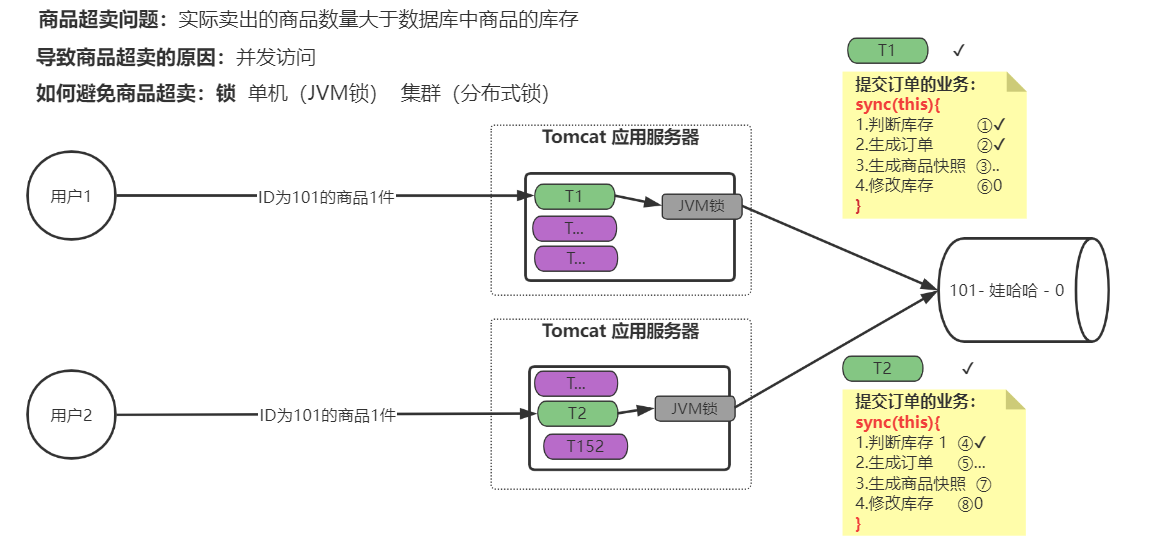 商品超卖问题：实际卖出的商品数量大于数据库中商品的库存
导致商品超卖的原因：并发访问
如何避免商品超卖：锁 单机（JVM锁） 集群（分布式锁）
T1 ✓
提交订单的业务：
sync(this){
1.判断库存 ①✓
2.生成订单 ②✓
3.生成商品快照 ③..
4.修改库存 ⑥0
}
Tomcat 应用服务器
用户1
ID为101的商品1件
T1
JVM锁
T...
T...
101- 娃哈哈 - 0
Tomcat 应用服务器
T...
用户2
ID为101的商品1件
T2
JVM锁
T152
T2 ✓
提交订单的业务：
sync(this){
1.判断库存 1 ④✓
2.生成订单 ⑤...
3.生成商品快照 ⑦
4.修改库存 ⑧0
}